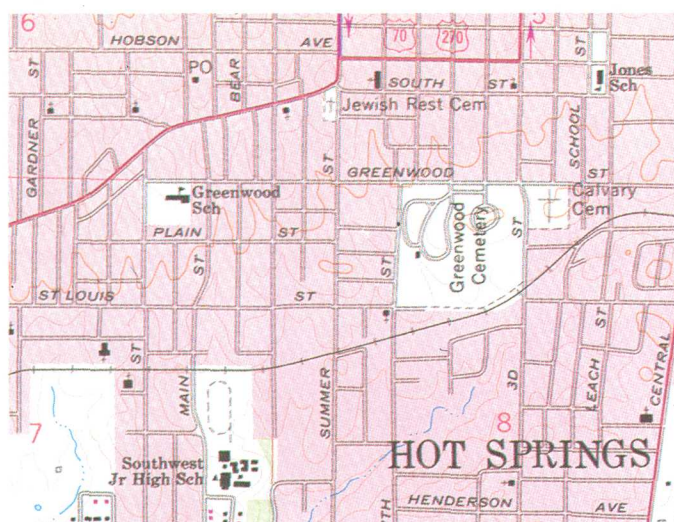 6
5
HOBSON AVE
70 270
ST
PO
BEAR
SOUTH ST
Jones
Sch
Jewish Rest Cem
GARDNER
ST
SCHOOL
GREENWOOD ST
Greenwood
Sch
Calvary
Cem
Greenwood
Cemetery
ST
PLAIN ST
ST
ST
ST LOUIS ST
ST
ST
MAIN
SUMMER
3D
LEACH
CENTRAL
7
8
HOT SPRINGS
Southwest
Jr High Sch
HENDERSON AVE
TH